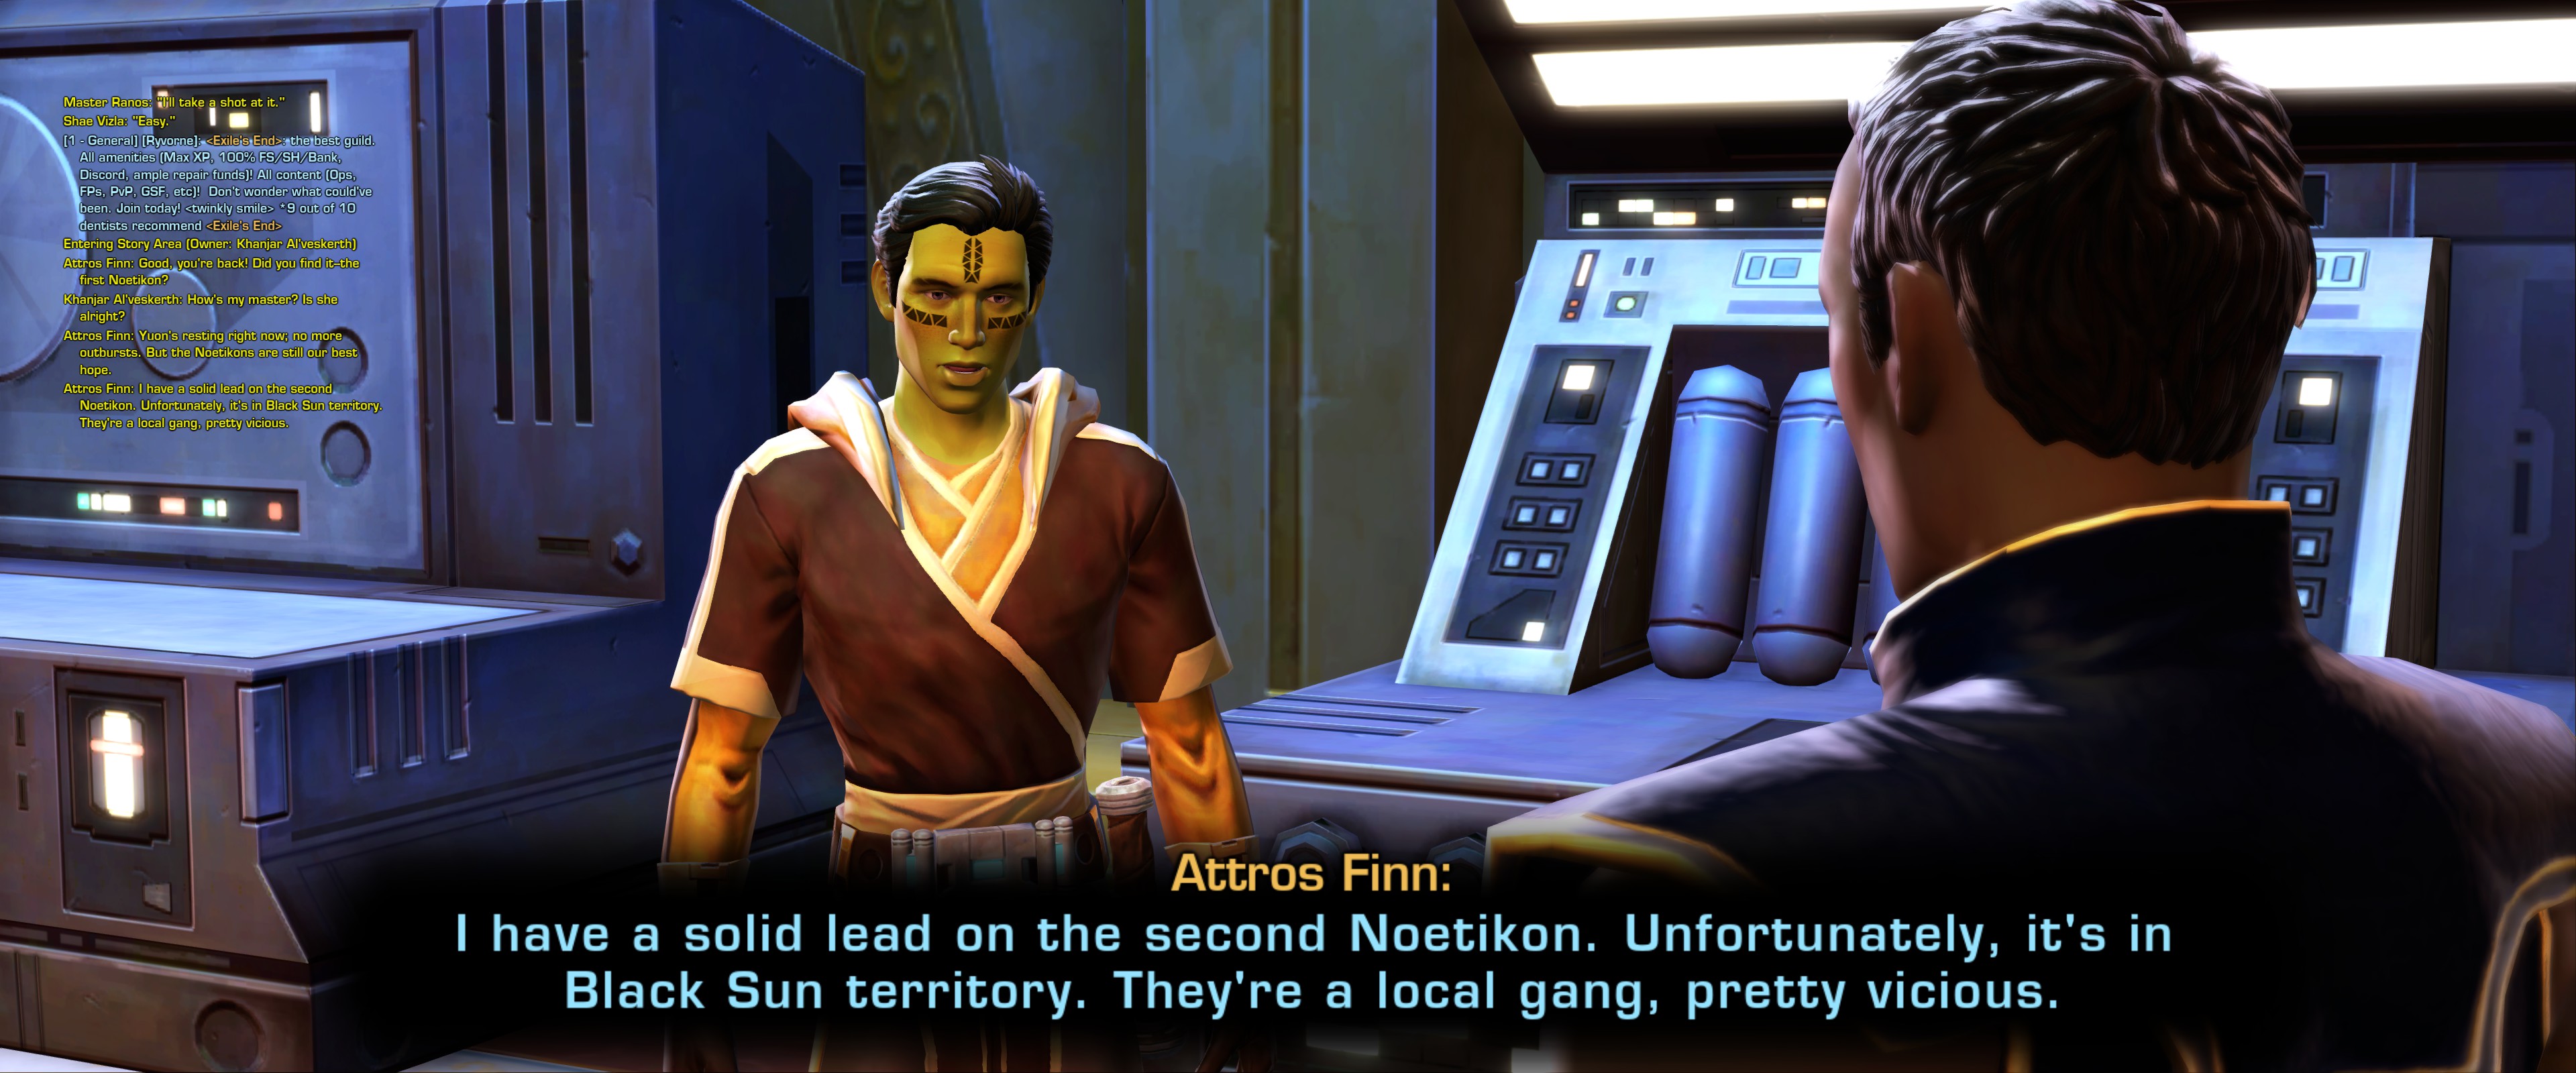 Master Ranos: "I'll take a shot at it."
Shae Vizla: "Easy."
[1 - General] [Ryvorne]: <Exile's End>: the best guild.
All amenities (Max XP, 100% FS/SH/Bank,
Discord, ample repair funds)! All content (Ops,
FPs, PvP, GSF, etc)!  Don't wonder what could've
been. Join today! <twinkly smile> *9 out of 10
dentists recommend <Exile's End>
Entering Story Area (Owner: Khanjar Al'veskerth)
Attros Finn: Good, you're back! Did you find it–the
first Noetikon?
Khanjar Al'veskerth: How's my master? Is she
alright?
Attros Finn: Yuon's resting right now; no more
outbursts. But the Noetikons are still our best
hope.
Attros Finn: I have a solid lead on the second
Noetikon. Unfortunately, it's in Black Sun territory.
They're a local gang, pretty vicious.
Attros Finn:
I have a solid lead on the second Noetikon. Unfortunately, it's in
Black Sun territory. They're a local gang, pretty vicious.